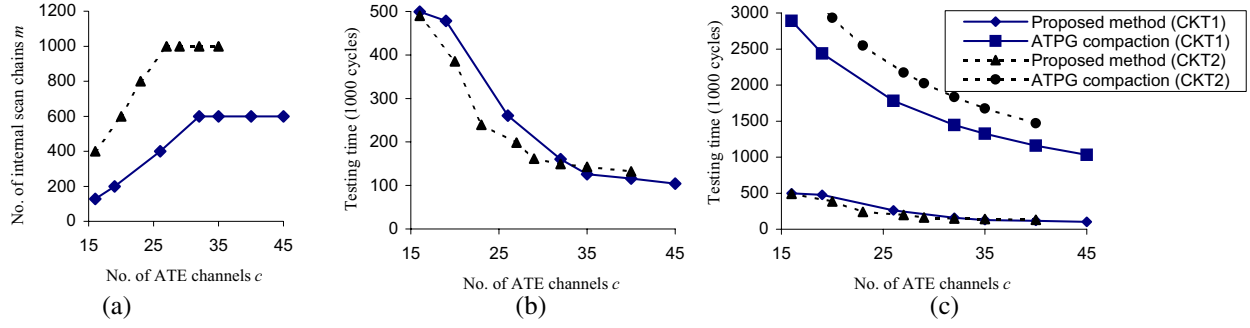 No. of internal scan chains m
1200
1000
800
600
400
200
0
15 25 35 45
No. of ATE channels c
(a)
Testing time (1000 cycles)
500
400
300
200
100
0
15 20 25 30 35 40 45
No. of ATE channels c
(b)
Testing time (1000 cycles)
3000
2500
2000
1500
1000
500
0
15 25 35 45
No. of ATE channels c
(c)
Proposed method (CKT1)
ATPG compaction (CKT1)
Proposed method (CKT2)
ATPG compaction (CKT2)